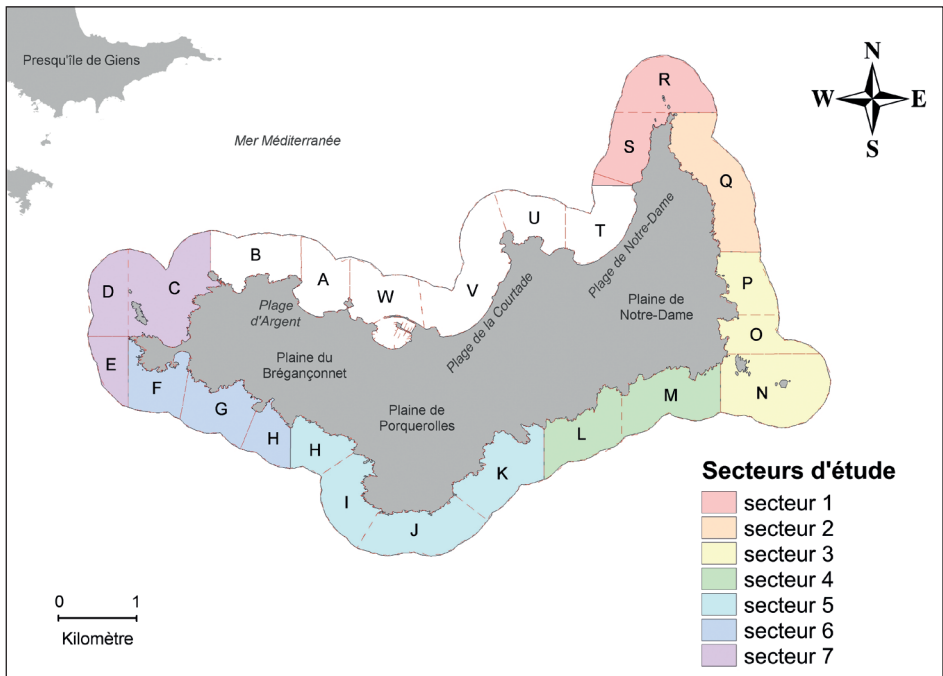 Presqu'île de Giens
Mer Méditerranée
N
W
E
S
R
S
Q
U
T
V
B
A
W
D
C
P
O
N
E
F
G
H
H
I
J
K
L
M
Plage
d'Argent
Plage de la Courtade
Plage de Notre-Dame
Plaine de
Notre-Dame
Plaine du
Brégançonnet
Plaine de
Porquerolles
Secteurs d'étude
secteur 1
secteur 2
secteur 3
secteur 4
secteur 5
secteur 6
secteur 7
0 1
Kilomètre